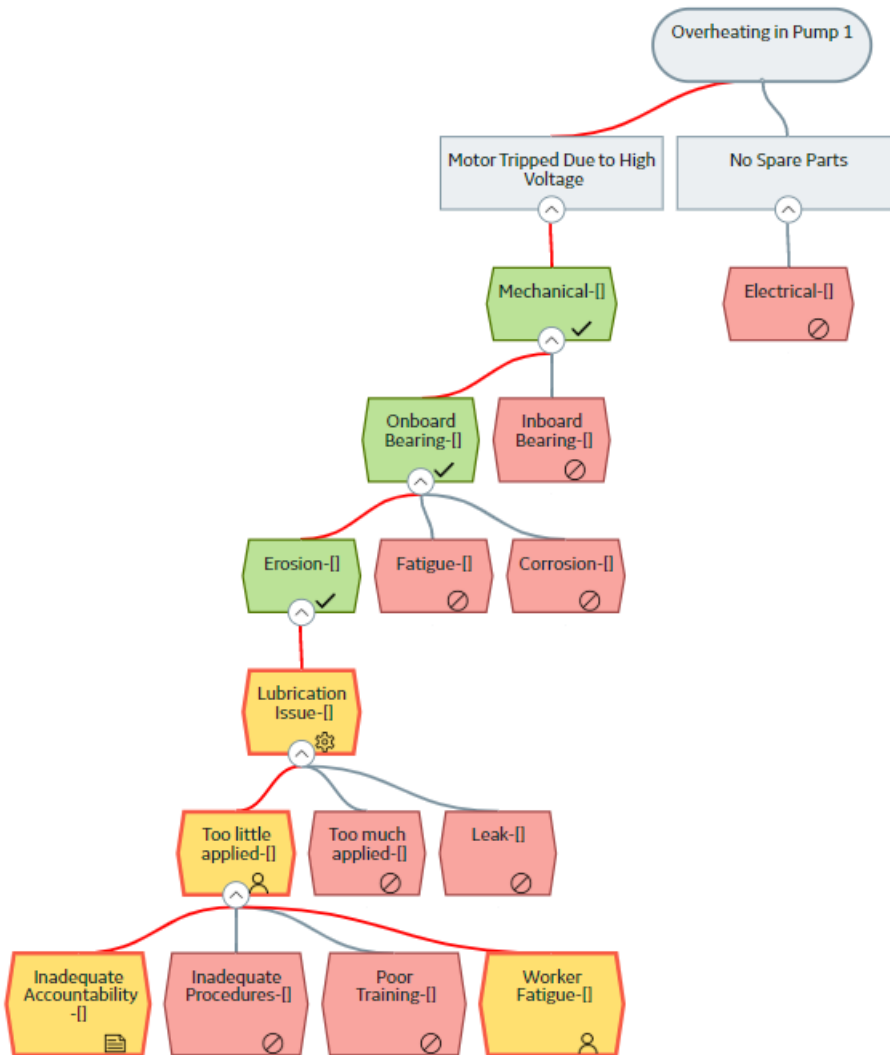 Overheating in Pump 1
Motor Tripped Due to High
Voltage
No Spare Parts
Mechanical-[]
Electrical-[]
Onboard
Bearing-[]
Inboard
Bearing-[]
Erosion-[]
Fatigue-[]
Corrosion-[]
Lubrication
Issue-[]
Too little
applied-[]
Too much
applied-[]
Leak-[]
Inadequate
Accountability
-[]
Inadequate
Procedures-[]
Poor
Training-[]
Worker
Fatigue-[]